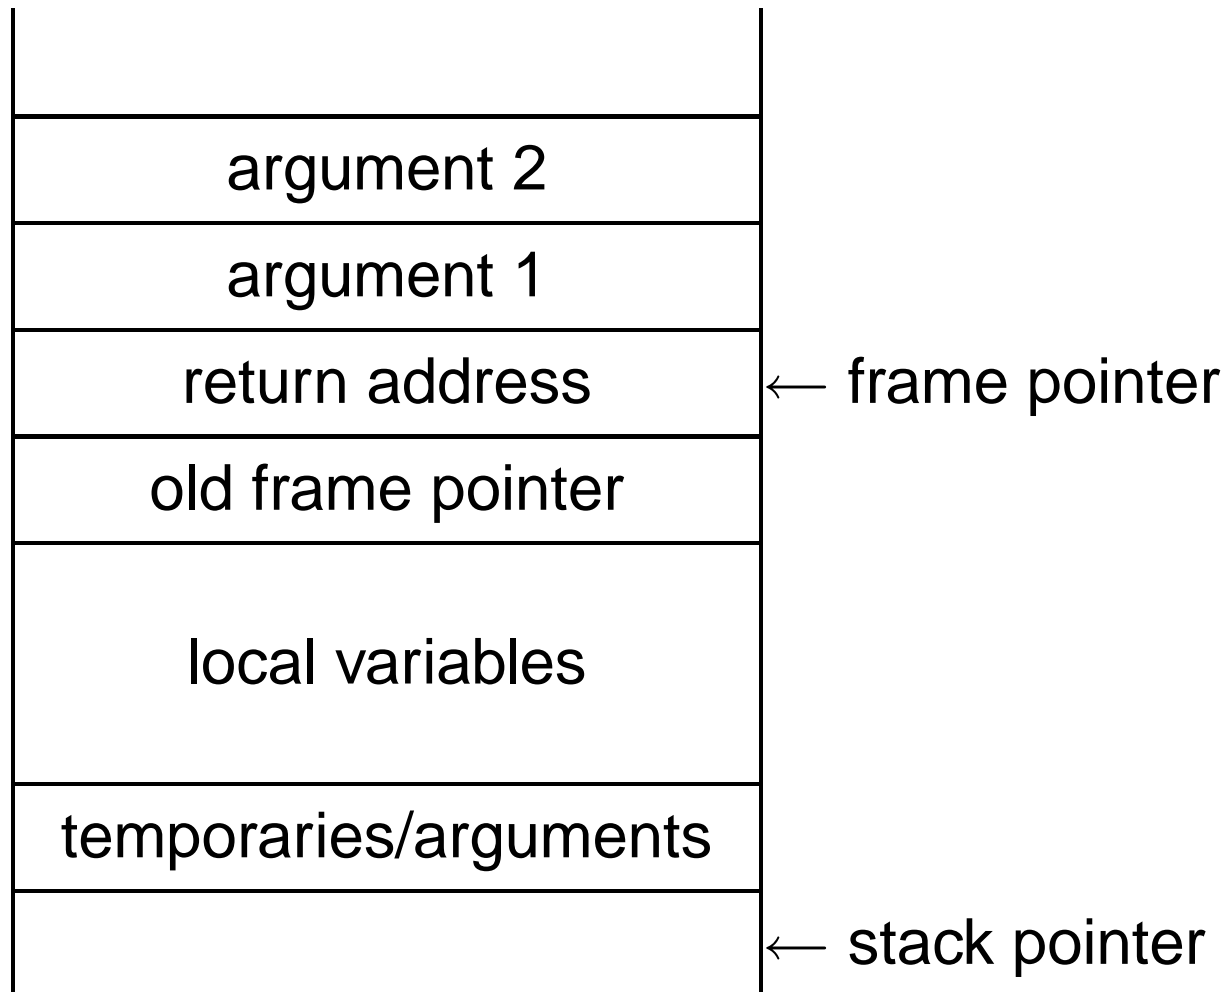 argument 2
argument 1
return address
← frame pointer
old frame pointer
local variables
temporaries/arguments
← stack pointer